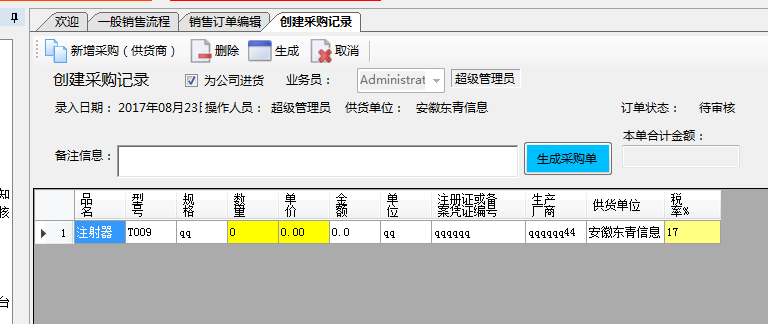 欢迎 一般销售流程 销售订单编辑 创建采购记录
新增采购（供货商） 删除 生成 取消
创建采购记录 为公司进货 业务员： Administrat 超级管理员
录入日期： 2017年08月23日 操作人员： 超级管理员 供货单位： 安徽东青信息 订单状态： 待审核
本单合计金额：
备注信息： 生成采购单
知
核
台
品名 型号 规格 数量 单价 金额 单位 注册证或备案凭证编号 生产厂商 供货单位 税率%
1 注射器 T009 qq 0 0.00 0.0 qq qqqqqq qqqqqq44 安徽东青信息 17